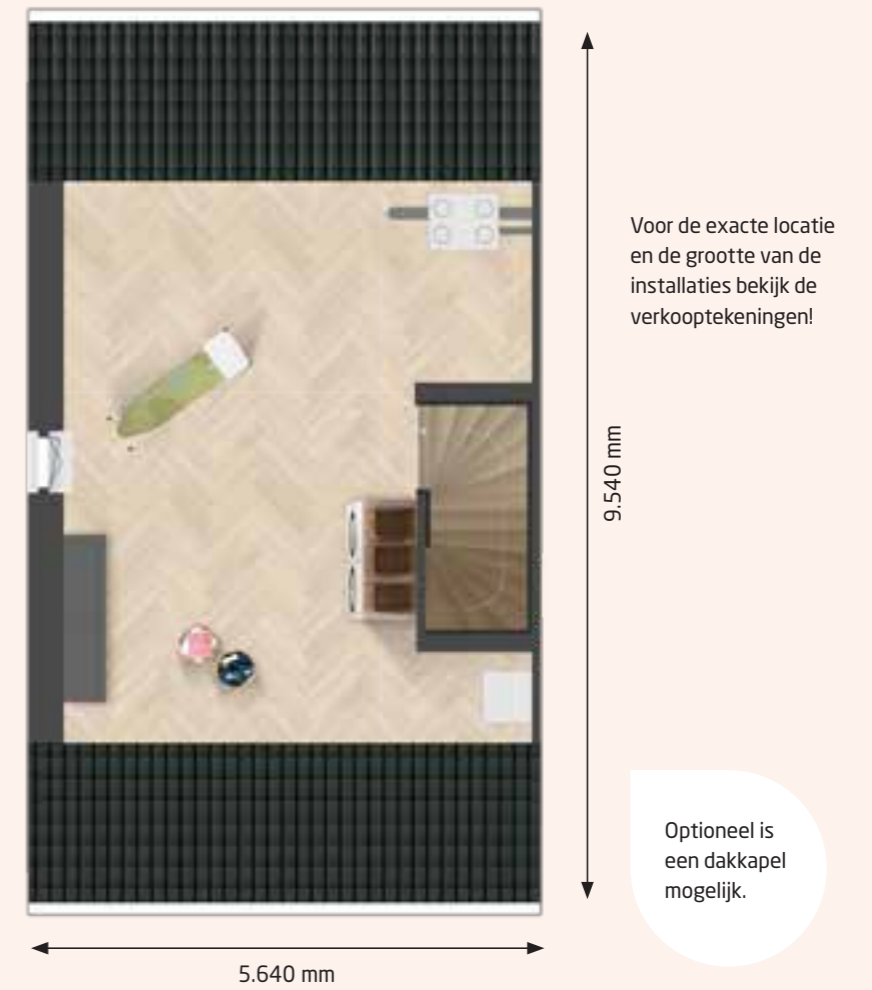 Voor de exacte locatie
en de grootte van de
installaties bekijk de
verkooptekeningen!
9.540 mm
Optioneel is
een dakkapel
mogelijk.
5.640 mm